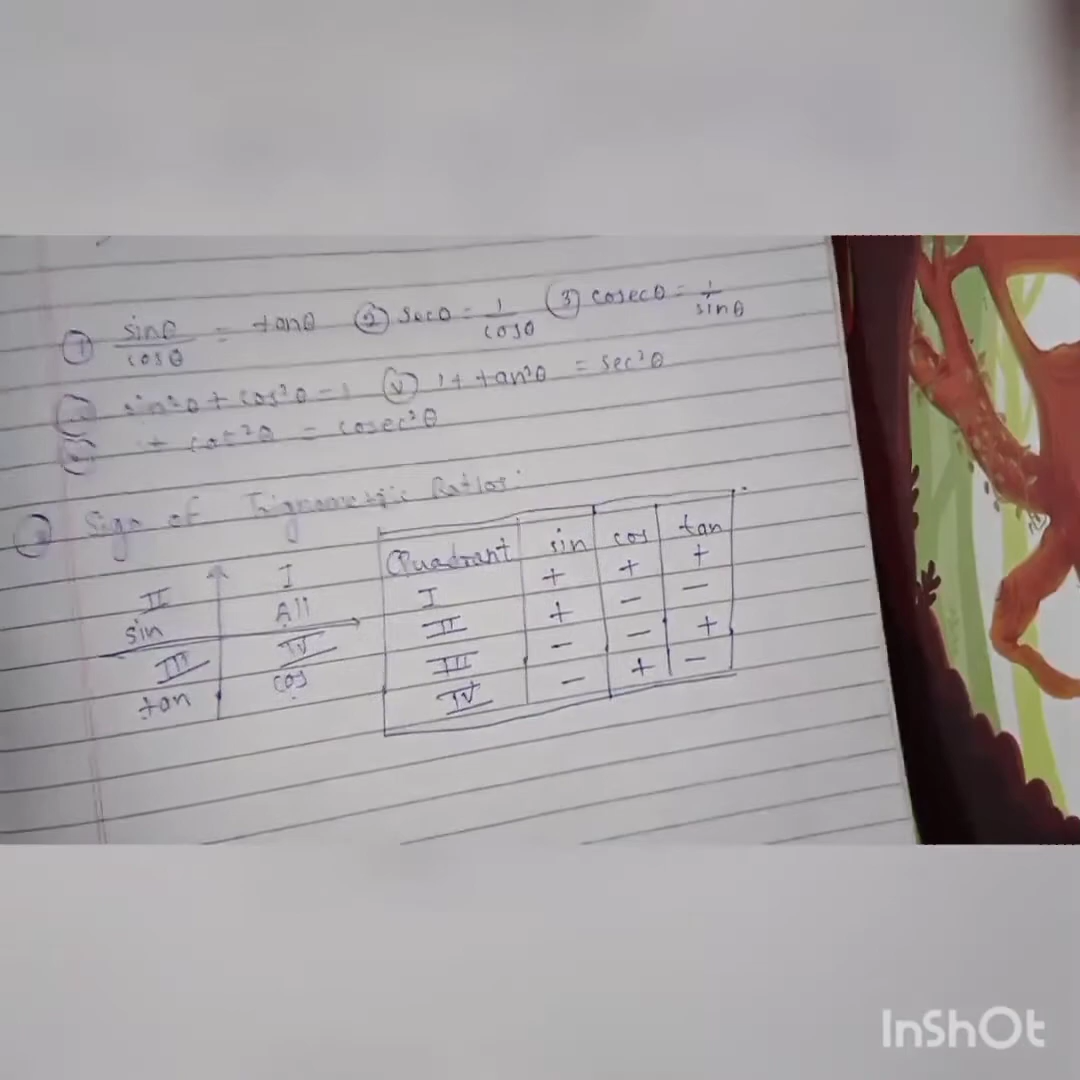 ① sinθ/cosθ = tanθ ② secθ = 1/cosθ ③ cosecθ = 1/sinθ
sin²θ + cos²θ = 1 Ⓥ 1 + tan²θ = sec²θ
+ cot²θ = cosec²θ
Sign of Trignometric Ratios:
II I
sin All
III IV
tan cos
Quadrant sin cos tan
I + + +
II + - -
III - - +
IV - + -
InShOt